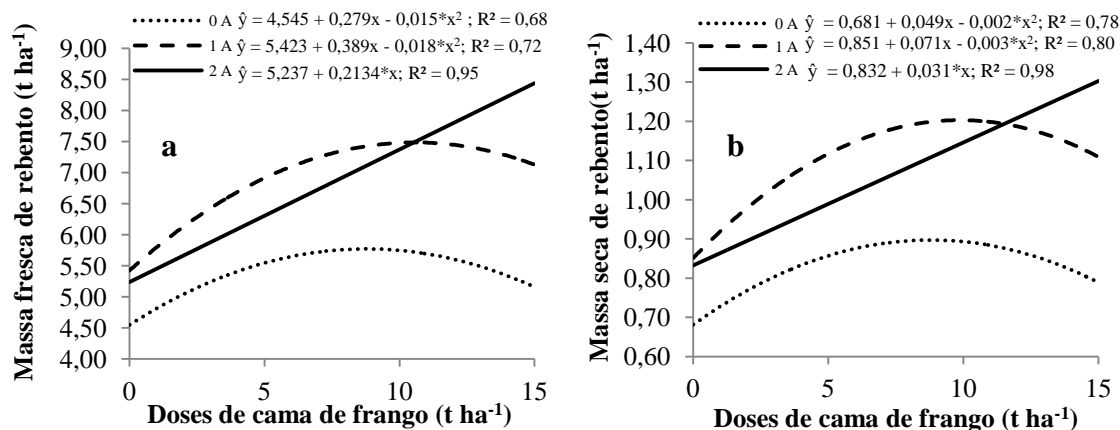 0 A ŷ = 4,545 + 0,279x - 0,015*x² ; R² = 0,68
1 A ŷ = 5,423 + 0,389x - 0,018*x²; R² = 0,72
2 A ŷ = 5,237 + 0,2134*x; R² = 0,95
9,00
8,50
8,00
7,50
7,00
6,50
6,00
5,50
5,00
4,50
4,00
Massa fresca de rebento (t ha⁻¹)
a
0 5 10 15
Doses de cama de frango (t ha⁻¹)
0 A ŷ = 0,681 + 0,049x - 0,002*x²; R² = 0,78
1 A ŷ = 0,851 + 0,071x - 0,003*x²; R² = 0,80
2 A ŷ = 0,832 + 0,031*x; R² = 0,98
1,40
1,30
1,20
1,10
1,00
0,90
0,80
0,70
0,60
Massa seca de rebento(t ha⁻¹)
b
0 5 10 15
Doses de cama de frango (t ha⁻¹)